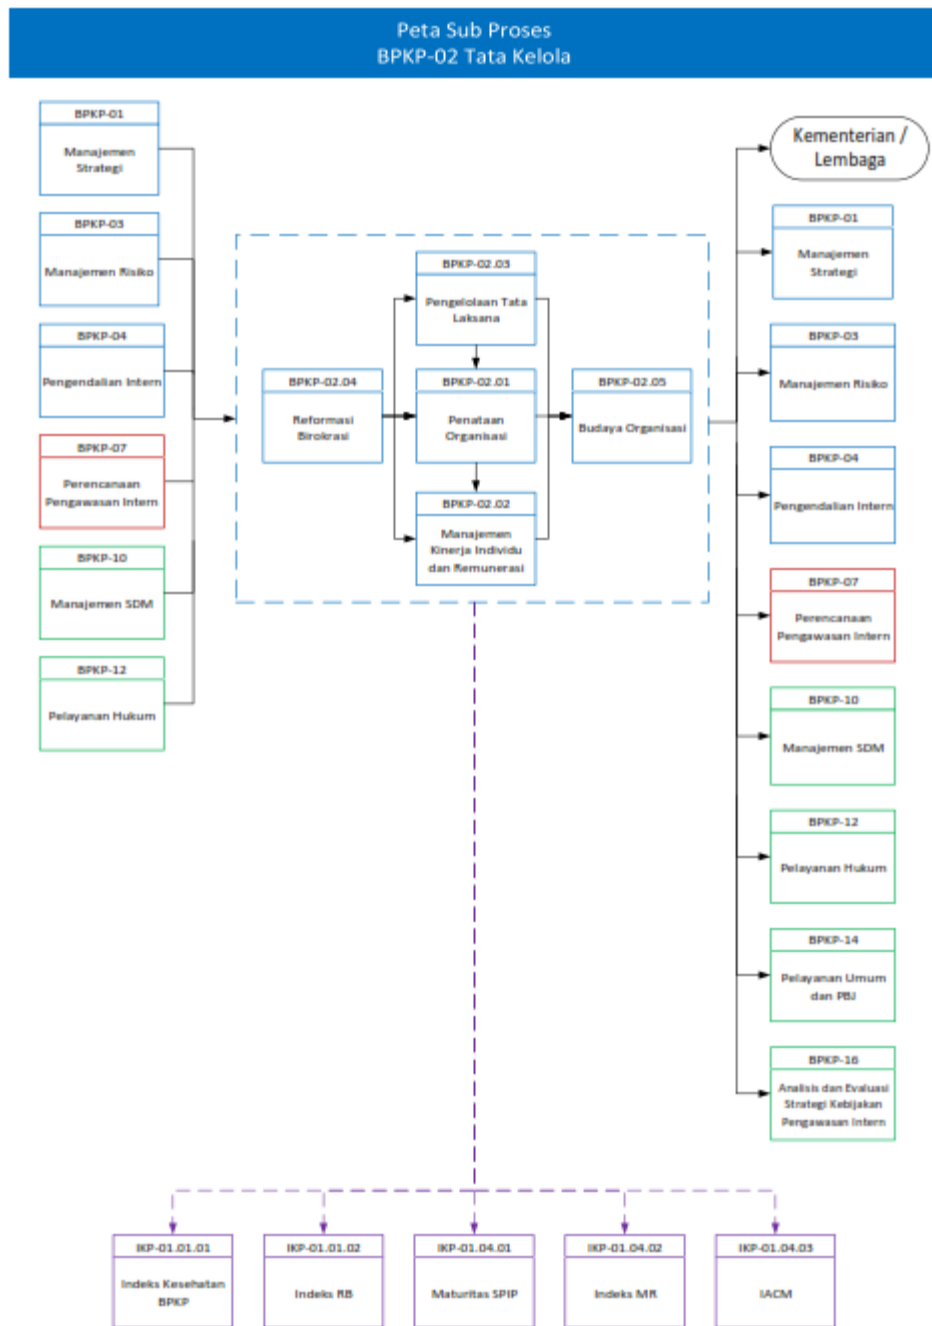 Peta Sub Proses
BPKP-02 Tata Kelola
BPKP-01
Manajemen
Strategi
BPKP-03
Manajemen Risiko
BPKP-04
Pengendalian Intern
BPKP-07
Perencanaan
Pengawasan Intern
BPKP-10
Manajemen SDM
BPKP-12
Pelayanan Hukum
BPKP-02.03
Pengelolaan Tata
Laksana
BPKP-02.04
Reformasi
Birokrasi
BPKP-02.01
Penataan
Organisasi
BPKP-02.05
Budaya Organisasi
BPKP-02.02
Manajemen
Kinerja Individu
dan Remunerasi
Kementerian /
Lembaga
BPKP-01
Manajemen
Strategi
BPKP-03
Manajemen Risiko
BPKP-04
Pengendalian Intern
BPKP-07
Perencanaan
Pengawasan Intern
BPKP-10
Manajemen SDM
BPKP-12
Pelayanan Hukum
BPKP-14
Pelayanan Umum
dan PBJ
BPKP-16
Analisis dan Evaluasi
Strategi Kebijakan
Pengawasan Intern
IKP-01.01.01
Indeks Kesehatan
BPKP
IKP-01.01.02
Indeks RB
IKP-01.04.01
Maturitas SPIP
IKP-01.04.02
Indeks MR
IKP-01.04.03
IACM